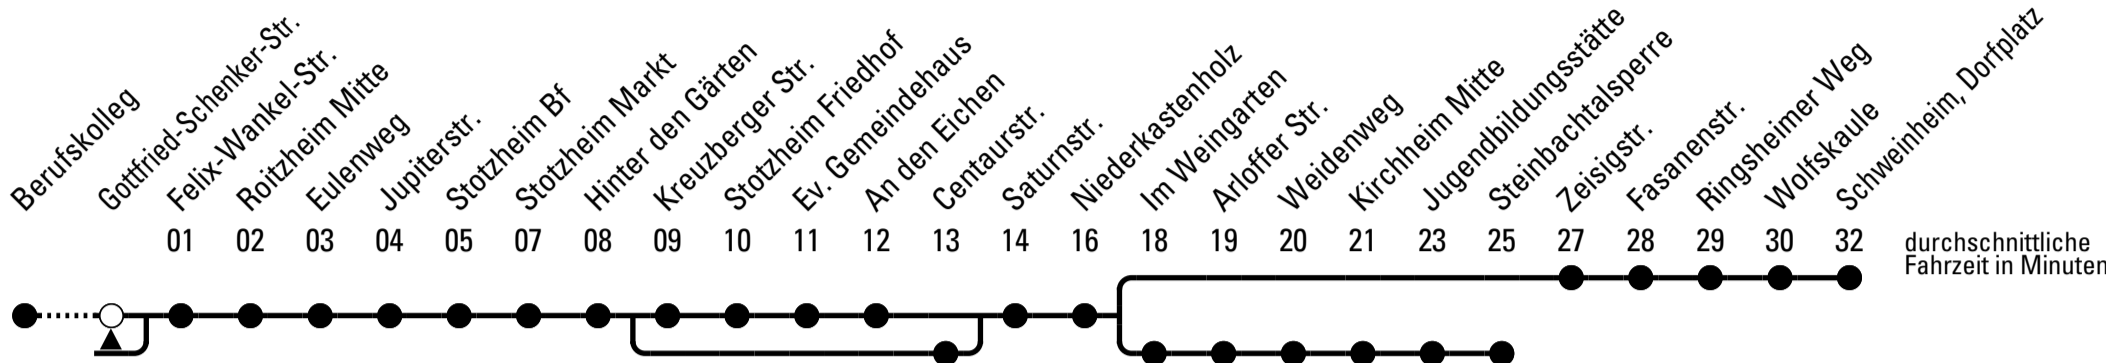 Berufskolleg
Gottfried-Schenker-Str.
Felix-Wankel-Str.
Roitzheim Mitte
Eulenweg
Jupiterstr.
Stotzheim Bf
Stotzheim Markt
Hinter den Gärten
Kreuzberger Str.
Stotzheim Friedhof
Ev. Gemeindehaus
An den Eichen
Centaurstr.
Saturnstr.
Niederkastenholz
Im Weingarten
Arloffer Str.
Weidenweg
Kirchheim Mitte
Jugendbildungsstätte
Steinbachtalsperre
Zeisigstr.
Fasanenstr.
Ringsheimer Weg
Wolfskaule
Schweinheim, Dorfplatz
01 02 03 04 05 07 08 09 10 11 12 13 14 16 18 19 20 21 23 25 27 28 29 30 32
durchschnittliche
Fahrzeit in Minuten